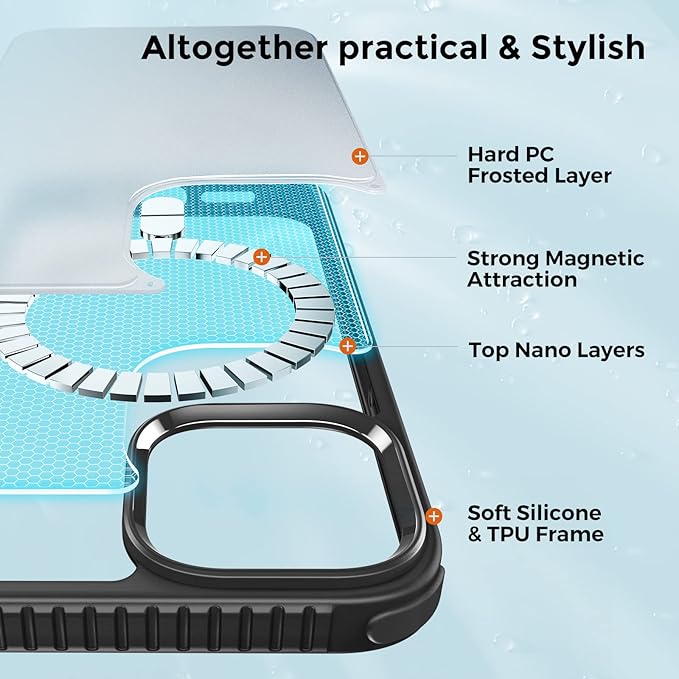 Altogether practical & Stylish
Hard PC
Frosted Layer
Strong Magnetic
Attraction
Top Nano Layers
Soft Silicone
& TPU Frame